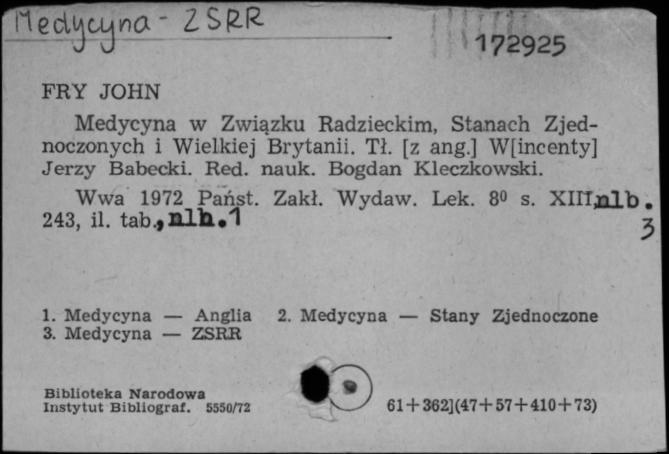 Medycyna - ZSRR
172925
FRY JOHN
Medycyna w Związku Radzieckim, Stanach Zjed-
noczonych i Wielkiej Brytanii. Tł. [z ang.] W[incenty]
Jerzy Babecki. Red. nauk. Bogdan Kleczkowski.
Wwa 1972 Państ. Zakł. Wydaw. Lek. 8⁰ s. XIII, nlb. 3
243, il. tab., nlb. 1
1. Medycyna — Anglia 2. Medycyna — Stany Zjednoczone
3. Medycyna — ZSRR
Biblioteka Narodowa
Instytut Bibliograf. 5550/72
61+362](47+57+410+73)